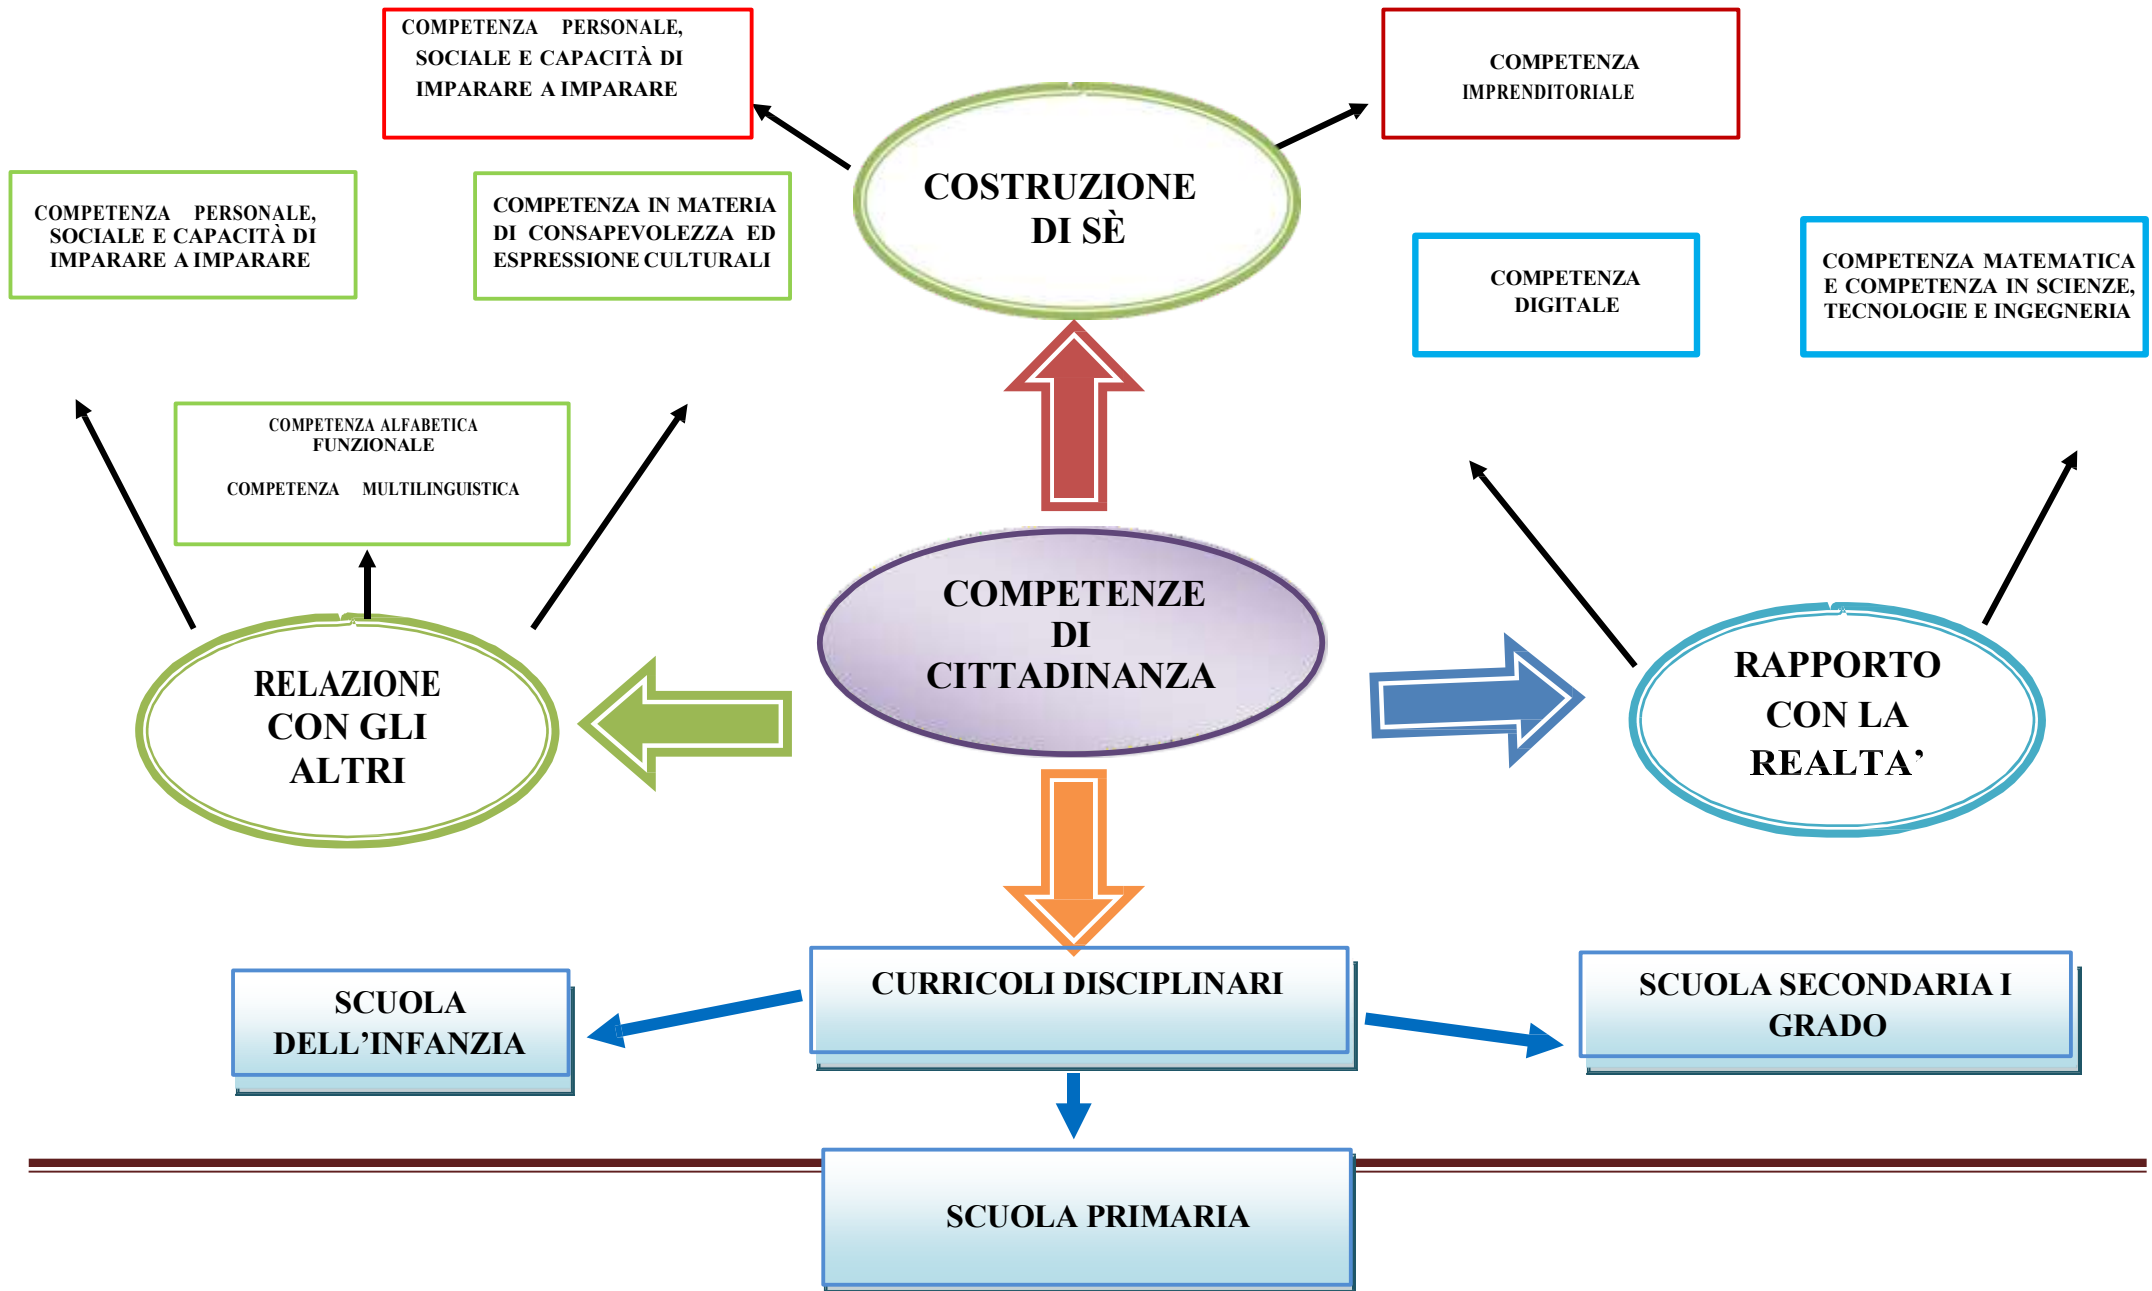 COMPETENZA PERSONALE,
SOCIALE E CAPACITÀ DI
IMPARARE A IMPARARE
COMPETENZA
IMPRENDITORIALE
COSTRUZIONE
DI SÈ
COMPETENZA PERSONALE,
SOCIALE E CAPACITÀ DI
IMPARARE A IMPARARE
COMPETENZA IN MATERIA
DI CONSAPEVOLEZZA ED
ESPRESSIONE CULTURALI
COMPETENZA
DIGITALE
COMPETENZA MATEMATICA
E COMPETENZA IN SCIENZE,
TECNOLOGIE E INGEGNERIA
COMPETENZA ALFABETICA
FUNZIONALE
COMPETENZA MULTILINGUISTICA
COMPETENZE
DI
CITTADINANZA
RELAZIONE
CON GLI
ALTRI
RAPPORTO
CON LA
REALTA’
CURRICOLI DISCIPLINARI
SCUOLA
DELL’INFANZIA
SCUOLA SECONDARIA I
GRADO
SCUOLA PRIMARIA